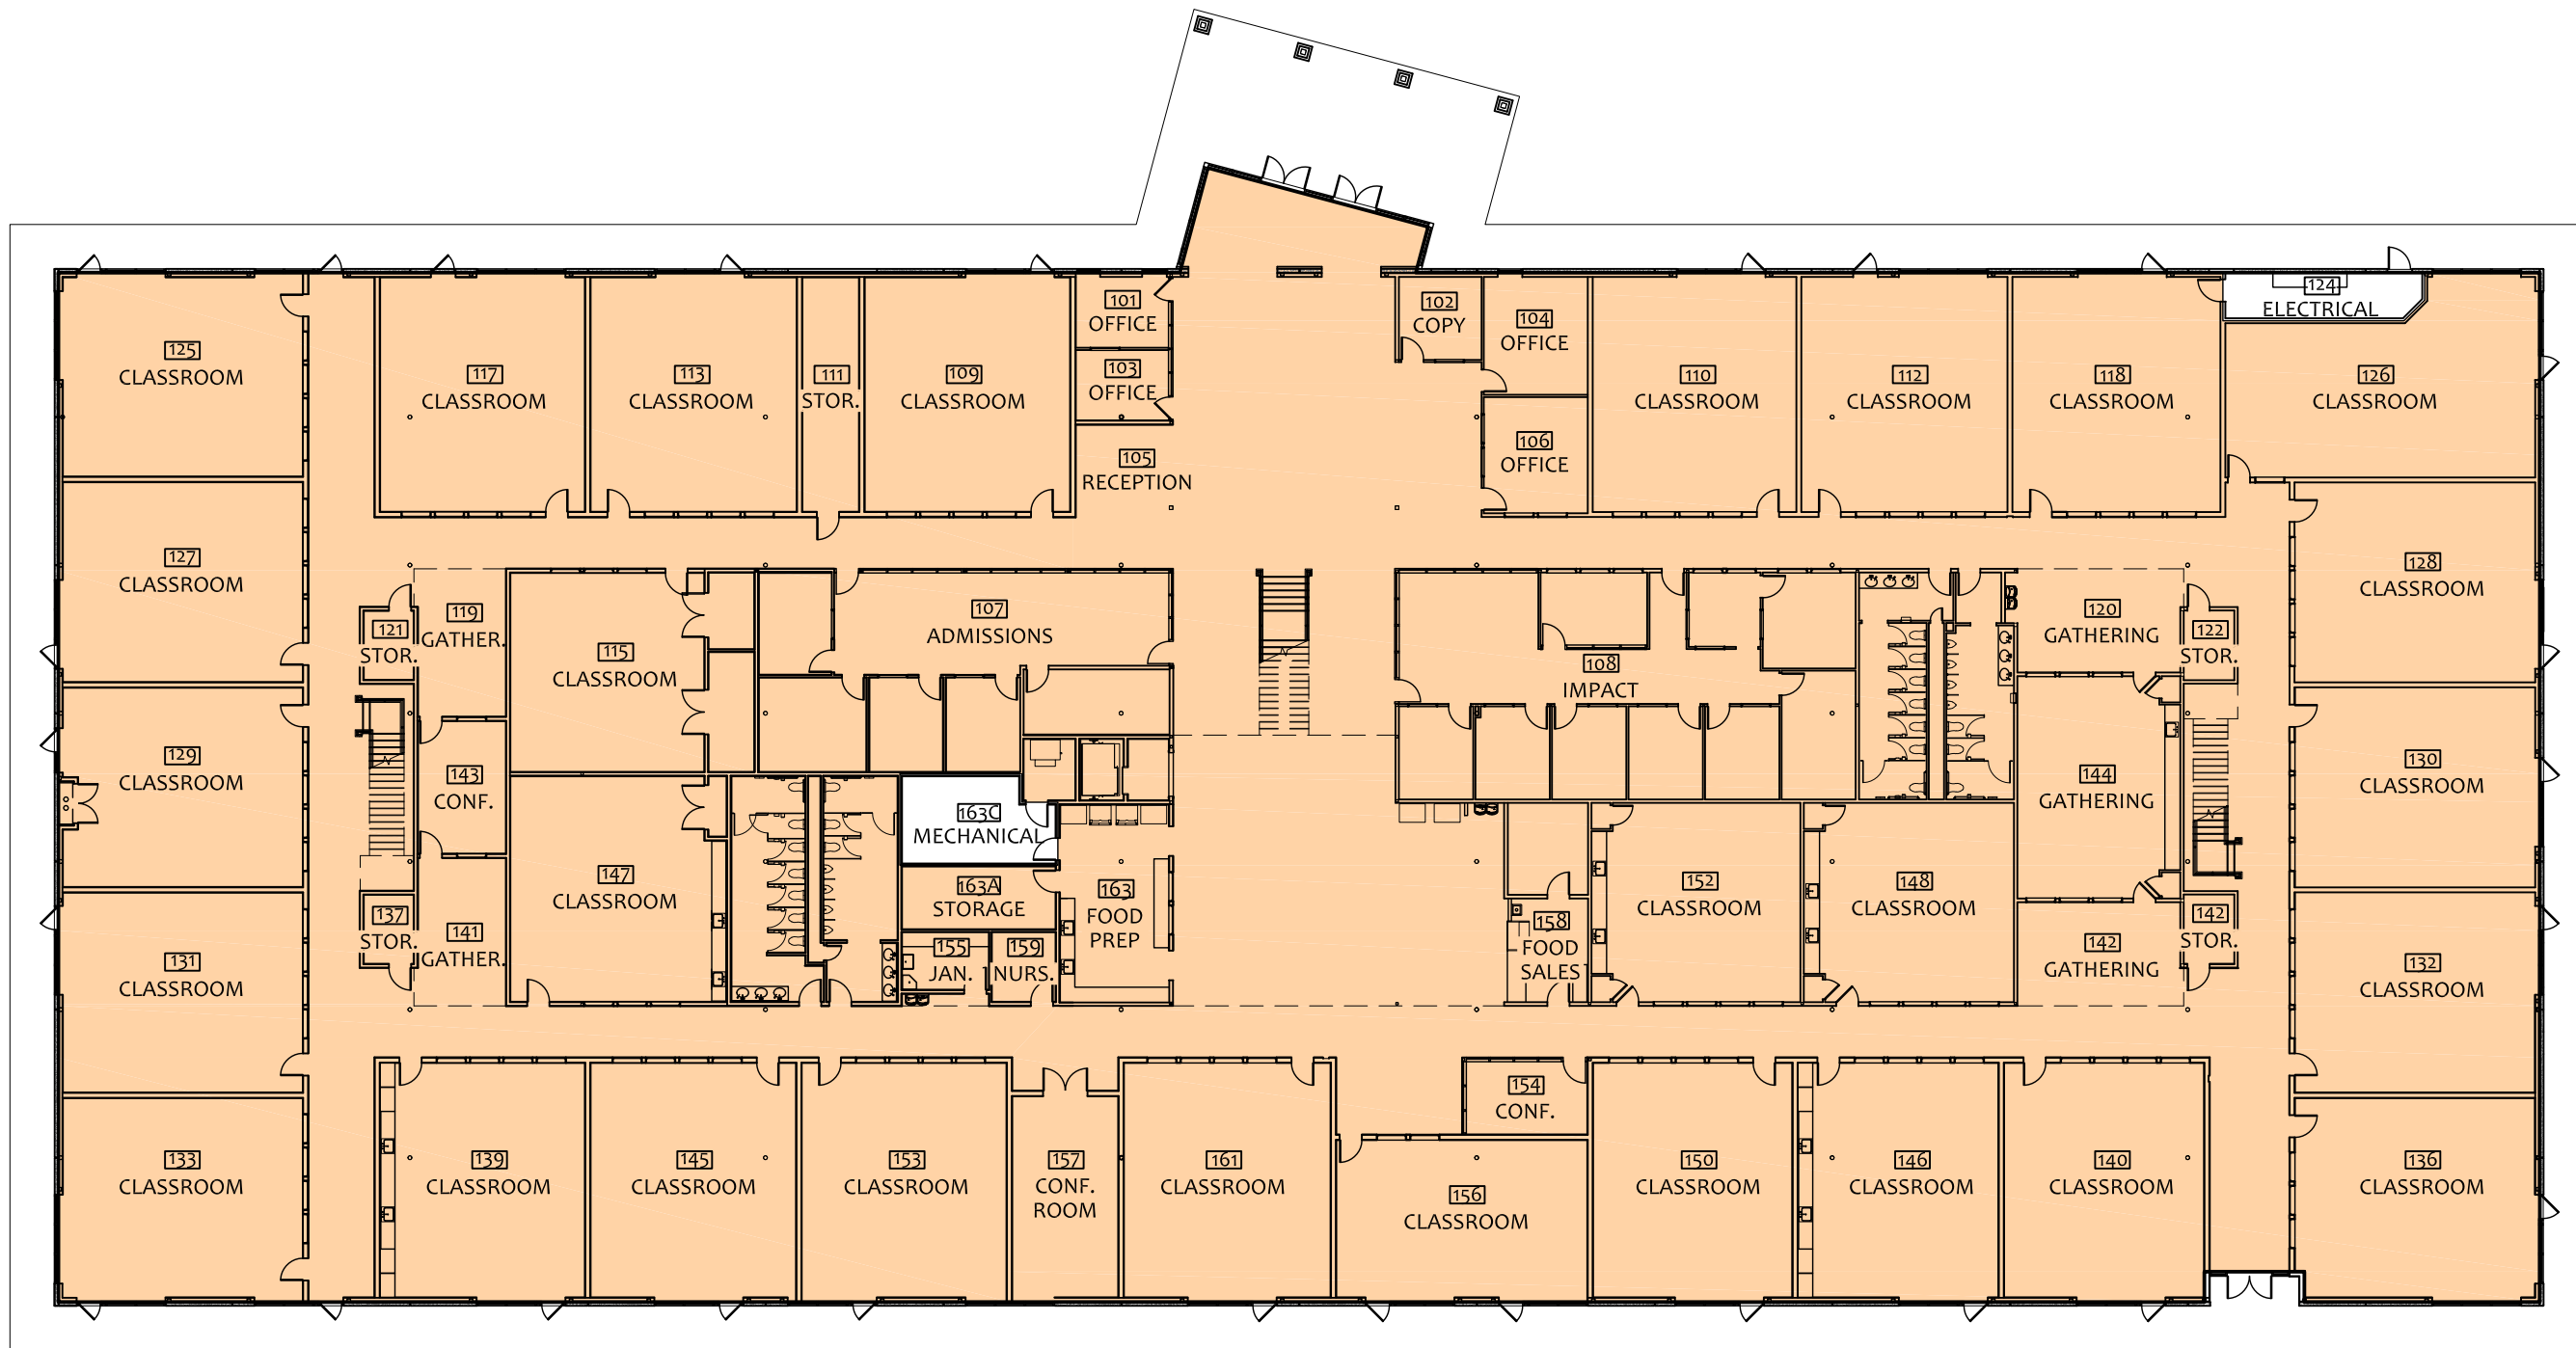 101
OFFICE
102
COPY
104
OFFICE
124
ELECTRICAL
125
CLASSROOM
117
CLASSROOM
113
CLASSROOM
111
STOR.
109
CLASSROOM
103
OFFICE
110
CLASSROOM
112
CLASSROOM
118
CLASSROOM
126
CLASSROOM
105
RECEPTION
106
OFFICE
127
CLASSROOM
119
GATHER.
121
STOR.
115
CLASSROOM
107
ADMISSIONS
108
IMPACT
120
GATHERING
122
STOR.
128
CLASSROOM
129
CLASSROOM
143
CONF.
163C
MECHANICAL
144
GATHERING
130
CLASSROOM
147
CLASSROOM
163A
STORAGE
163
FOOD
PREP
152
CLASSROOM
148
CLASSROOM
137
STOR.
141
GATHER.
155
JAN.
159
NURS.
158
FOOD
SALES
142
GATHERING
142
STOR.
131
CLASSROOM
132
CLASSROOM
154
CONF.
133
CLASSROOM
139
CLASSROOM
145
CLASSROOM
153
CLASSROOM
157
CONF.
ROOM
161
CLASSROOM
156
CLASSROOM
150
CLASSROOM
146
CLASSROOM
140
CLASSROOM
136
CLASSROOM